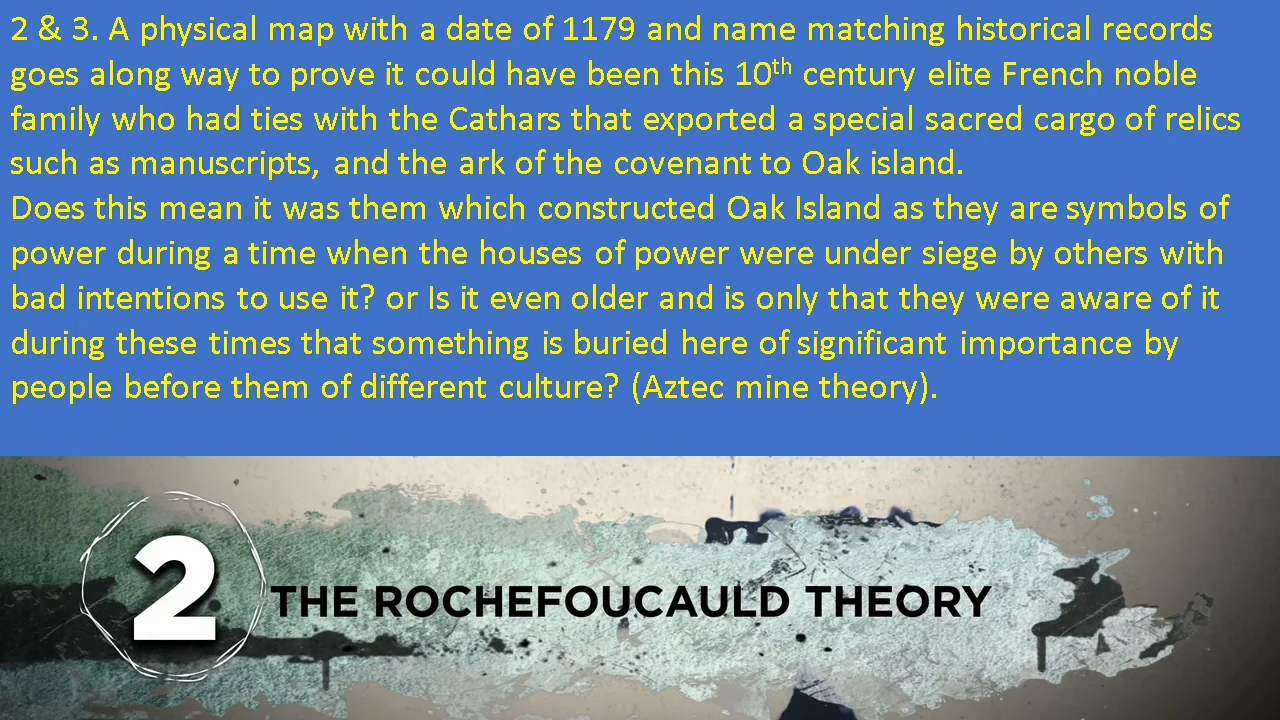 2 & 3. A physical map with a date of 1179 and name matching historical records
goes along way to prove it could have been this 10th century elite French noble
family who had ties with the Cathars that exported a special sacred cargo of relics
such as manuscripts, and the ark of the covenant to Oak island.
Does this mean it was them which constructed Oak Island as they are symbols of
power during a time when the houses of power were under siege by others with
bad intentions to use it? or Is it even older and is only that they were aware of it
during these times that something is buried here of significant importance by
people before them of different culture? (Aztec mine theory).
2 THE ROCHEFOUCAULD THEORY